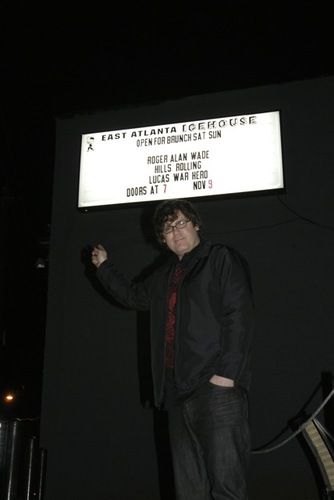 EAST ATLANTA ICEHOUSE
OPEN FOR BRUNCH SAT SUN
ROGER ALAN WADE
HILLS ROLLING
LUCAS WAR HERO
DOORS AT 7 NOV 9